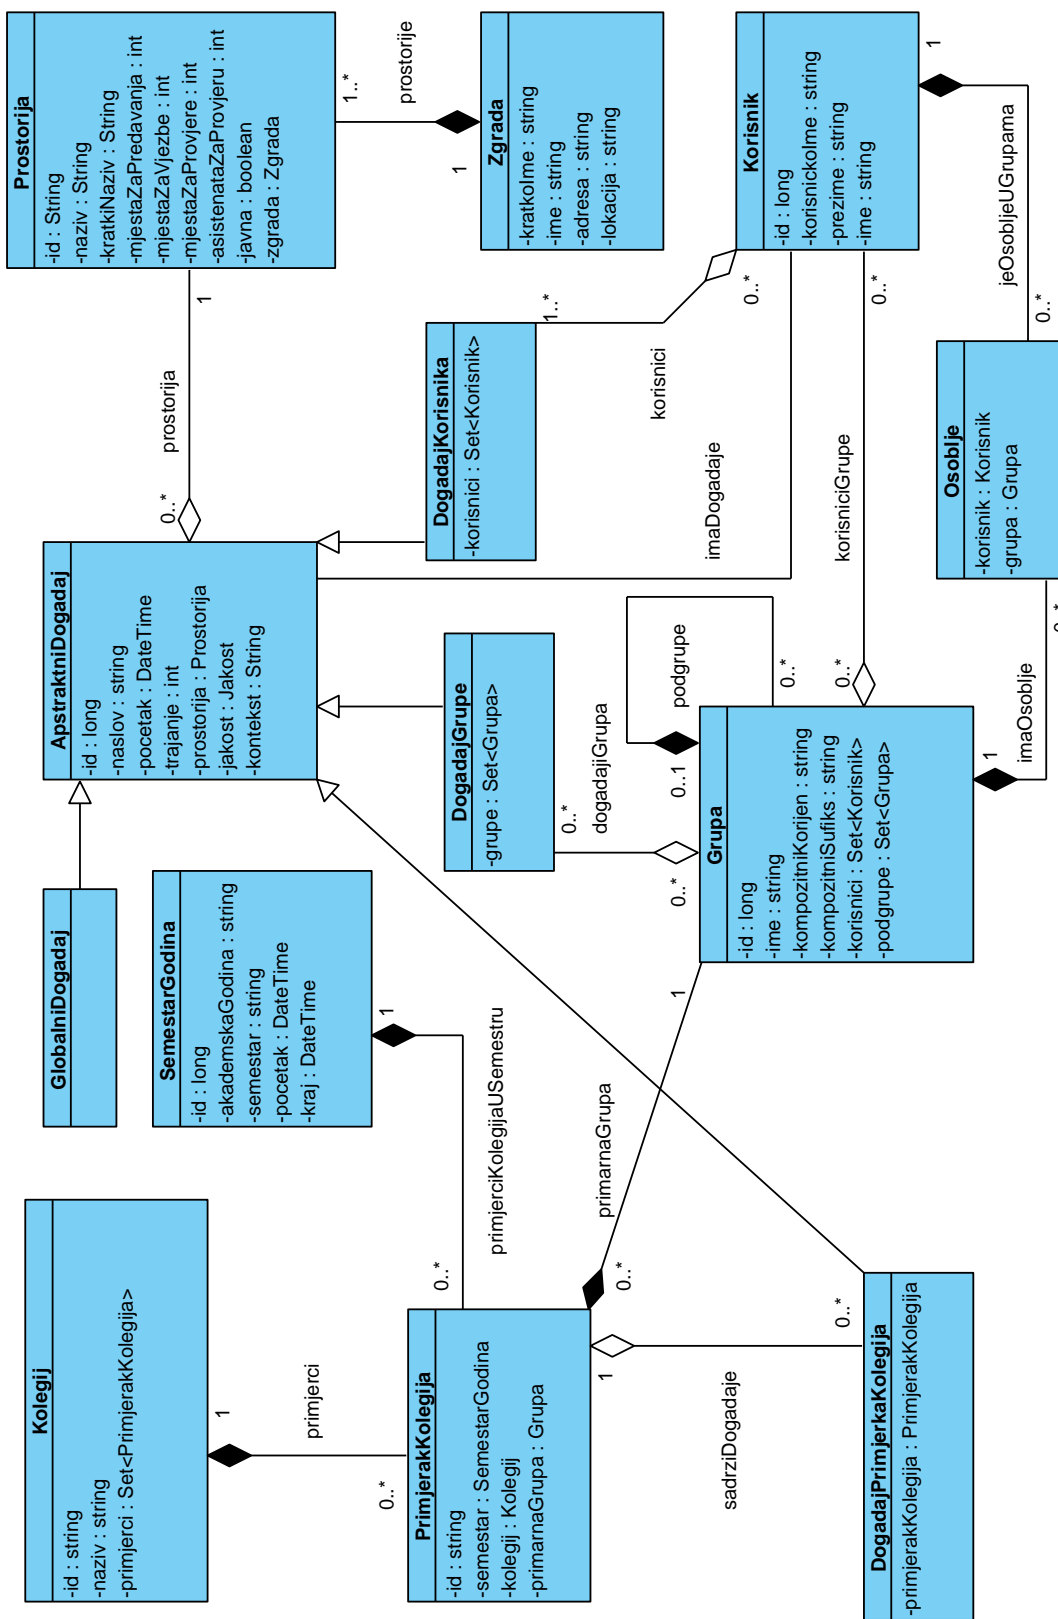 Kolegij
-id : string
-naziv : string
-primjerci : Set<PrimjerakKolegija>
1
primjerci
0..*
PrimjerakKolegija
-id : string
-semestar : SemestarGodina
-kolegij : Kolegij
-primarnaGrupa : Grupa
GlobalniDogadaj
SemestarGodina
-id : long
-akademskaGodina : string
-semestar : string
-pocetak : DateTime
-kraj : DateTime
1
primjerciKolegijaUSemestru
0..*
primarnaGrupa
0..*
1
1
sadrziDogadaje
0..*
DogadajPrimjerkaKolegija
-primjerakKolegija : PrimjerakKolegija
ApstraktniDogadaj
-id : long
-naslov : string
-pocetak : DateTime
-trajanje : int
-prostorija : Prostorija
-jakost : Jakost
-kontekst : String
0..*
prostorija
1
Prostorija
-id : String
-naziv : String
-kratkiNaziv : String
-mjestaZaPredavanja : int
-mjestaZaVjezbe : int
-mjestaZaProvjere : int
-asistenataZaProvjeru : int
-javna : boolean
-zgrada : Zgrada
1..*
prostorije
1
Zgrada
-kratkoIme : string
-ime : string
-adresa : string
-lokacija : string
DogadajKorisnika
-korisnici : Set<Korisnik>
1..*
korisnici
0..*
imaDogadaje
DogadajGrupe
-grupe : Set<Grupa>
0..*
dogadajiGrupa
0..*
podgrupe
0..1
0..*
Grupa
-id : long
-ime : string
-kompozitniKorijen : string
-kompozitniSufiks : string
-korisnici : Set<Korisnik>
-podgrupe : Set<Grupa>
0..*
korisniciGrupe
0..*
Korisnik
-id : long
-korisnickoIme : string
-prezime : string
-ime : string
1
jeOsobljeUGrupama
0..*
Osoblje
-korisnik : Korisnik
-grupa : Grupa
0..*
imaOsoblje
1